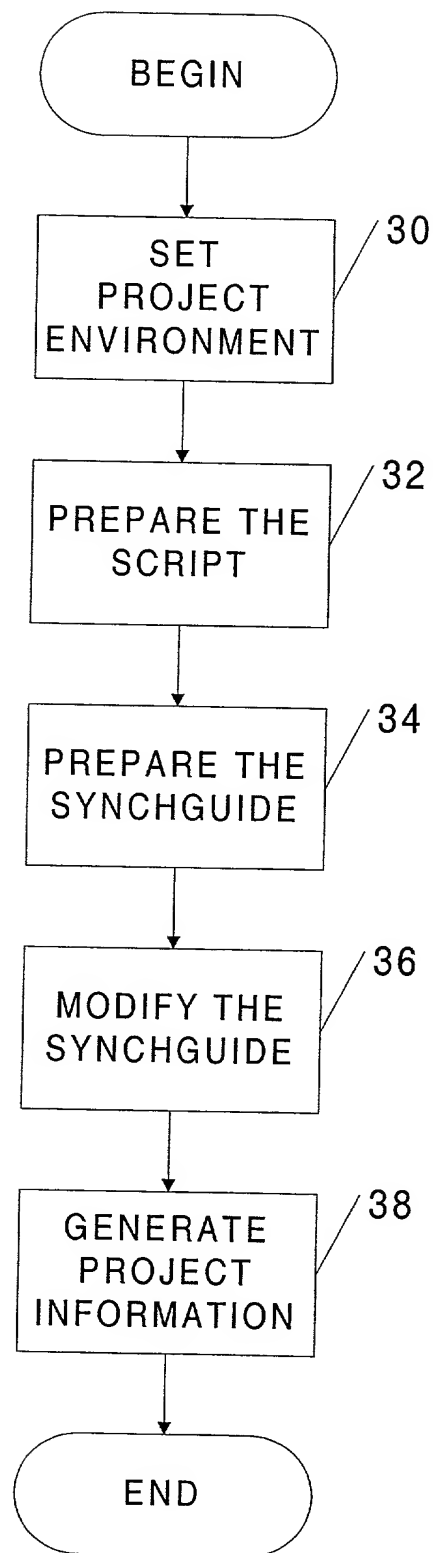 BEGIN
30
SET
PROJECT
ENVIRONMENT
32
PREPARE THE
SCRIPT
34
PREPARE THE
SYNCHGUIDE
36
MODIFY THE
SYNCHGUIDE
38
GENERATE
PROJECT
INFORMATION
END